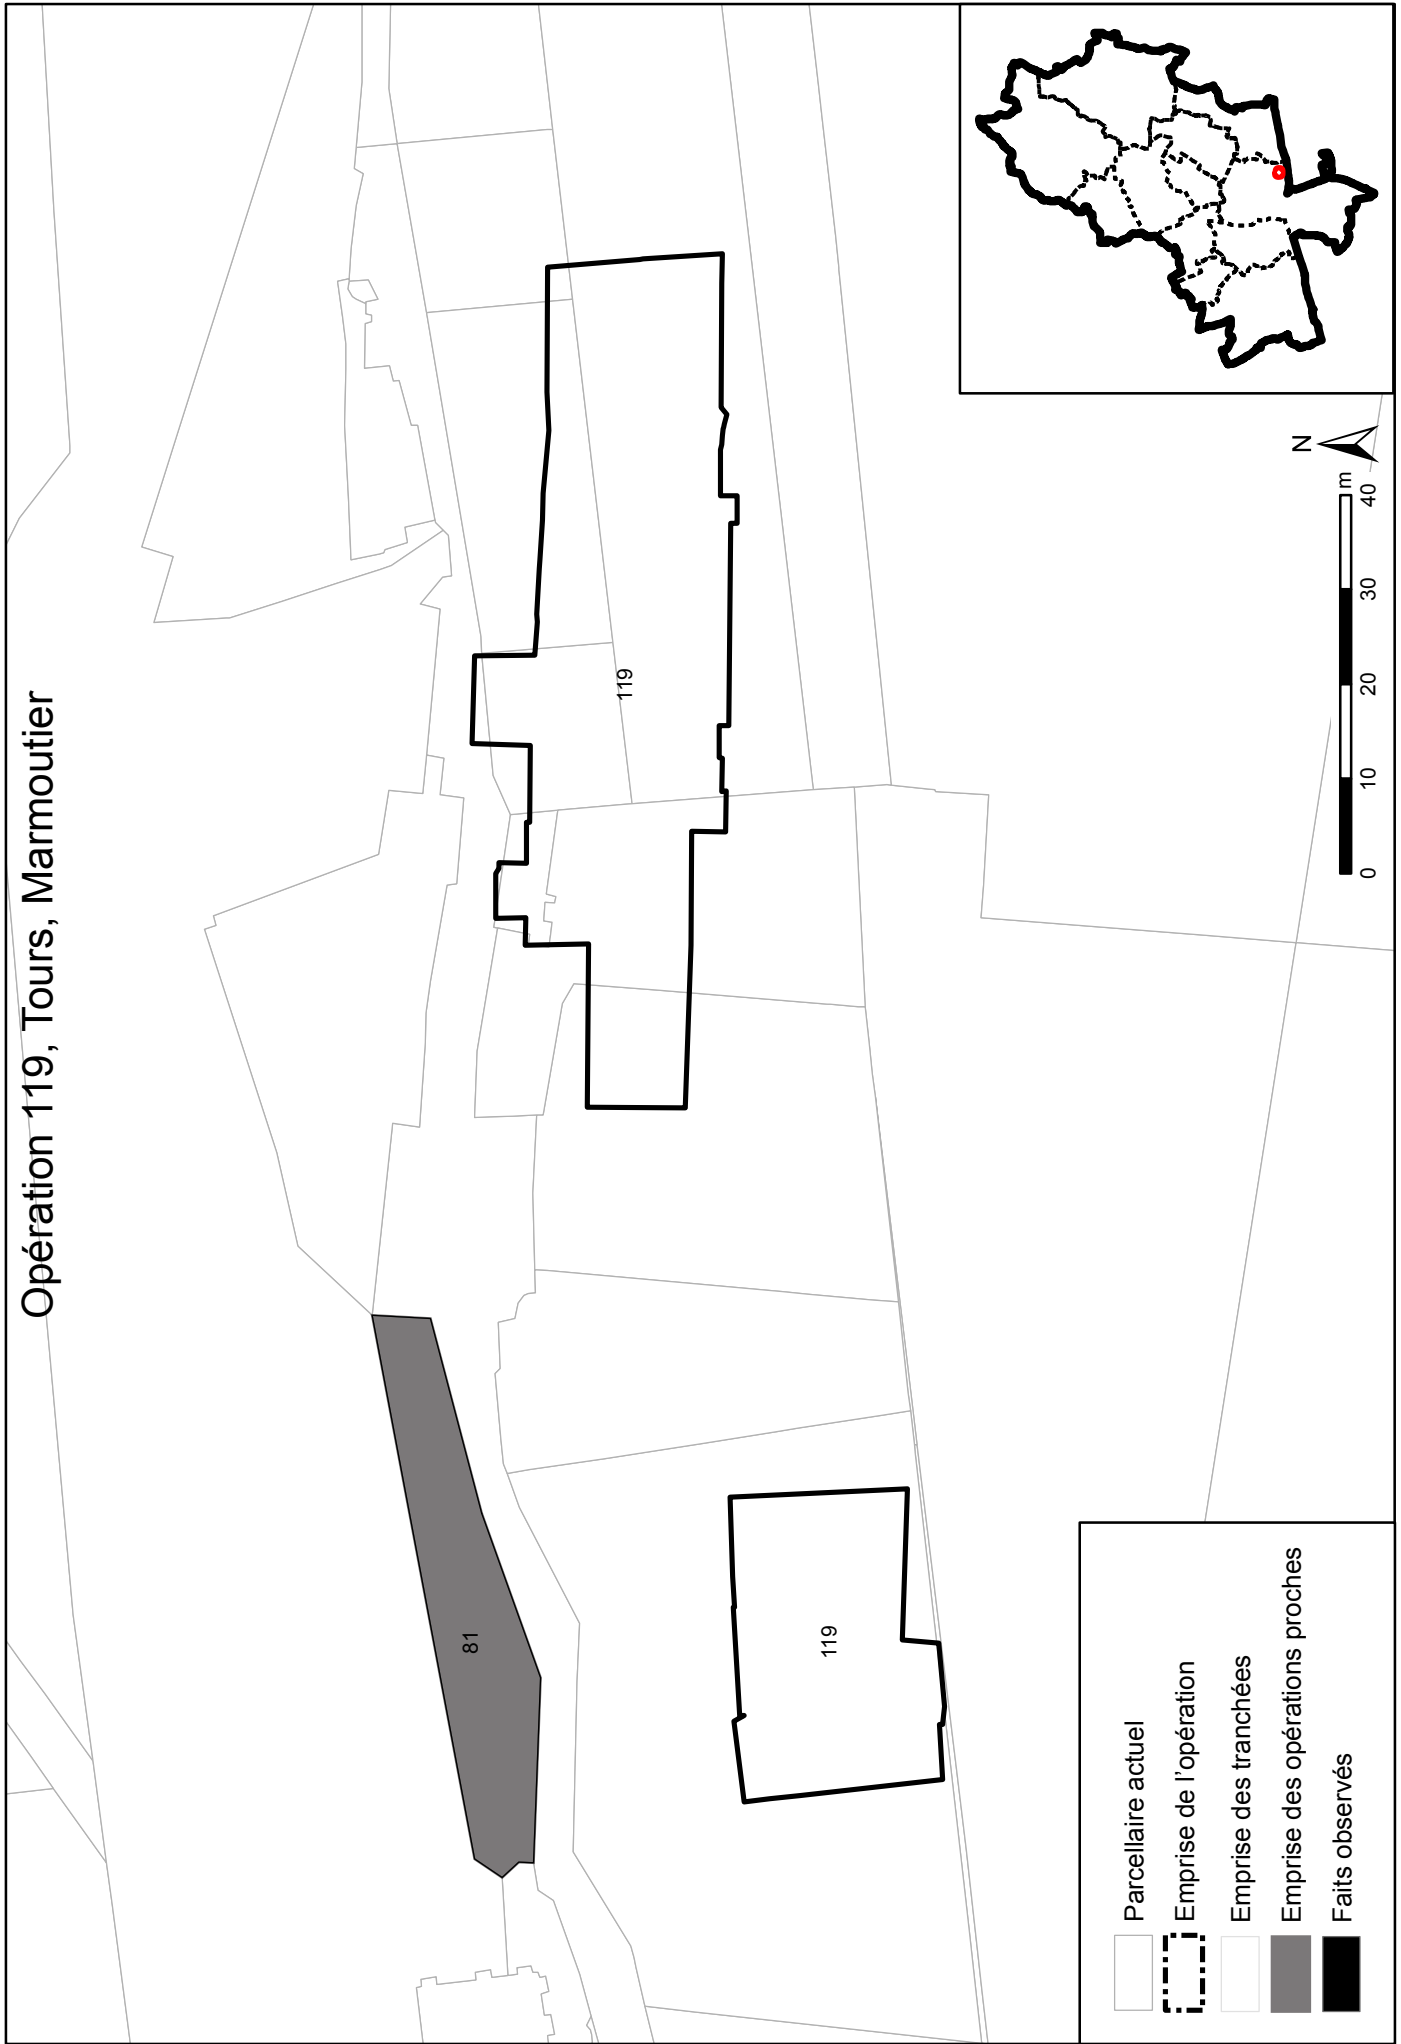 Opération 119, Tours, Marmoutier
81
119
119
N
m
0 10 20 30 40
Parcellaire actuel
Emprise de l'opération
Emprise des tranchées
Emprise des opérations proches
Faits observés